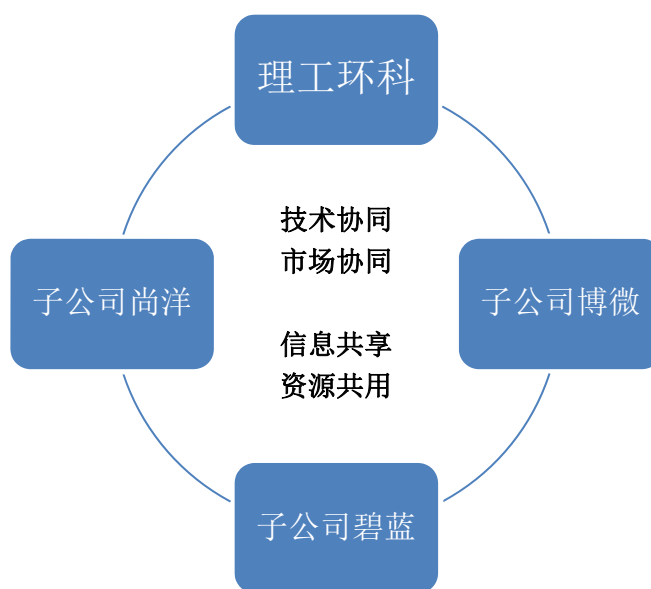 理工环科
技术协同
市场协同
子公司尚洋
子公司博微
信息共享
资源共用
子公司碧蓝